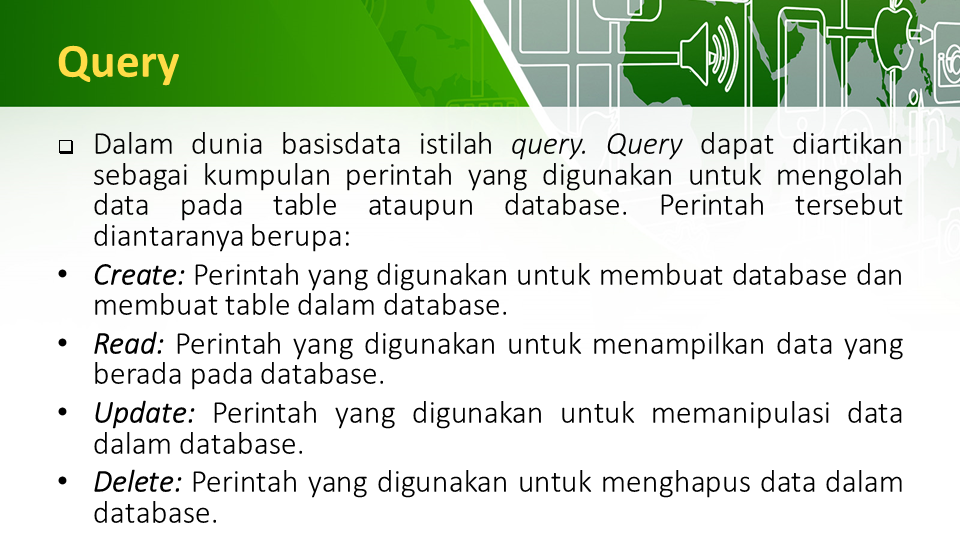 Query
Dalam dunia basisdata istilah query. Query dapat diartikan
sebagai kumpulan perintah yang digunakan untuk mengolah
data pada table ataupun database. Perintah tersebut
diantaranya berupa:
• Create: Perintah yang digunakan untuk membuat database dan
membuat table dalam database.
• Read: Perintah yang digunakan untuk menampilkan data yang
berada pada database.
• Update: Perintah yang digunakan untuk memanipulasi data
dalam database.
• Delete: Perintah yang digunakan untuk menghapus data dalam
database.